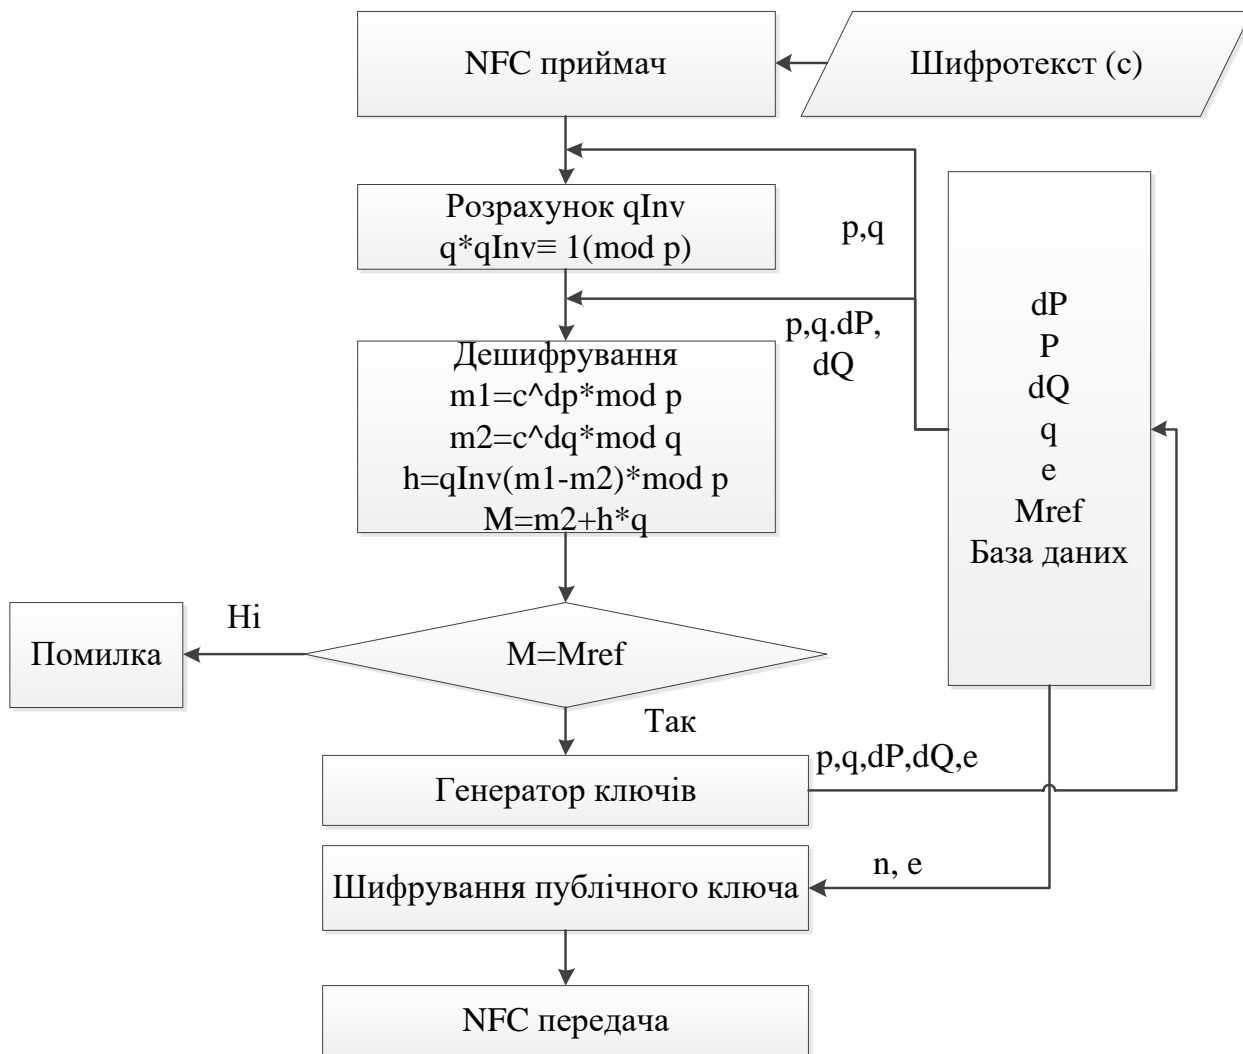 NFC приймач
Шифротекст (с)
Розрахунок qInv
q*qInv≡ 1(mod p)
p,q
p,q.dP,
dQ
Дешифрування
m1=c^dp*mod p
m2=c^dq*mod q
h=qInv(m1-m2)*mod p
M=m2+h*q
dP
P
dQ
q
e
Mref
База даних
Ні
Помилка
M=Mref
Так
Генератор ключів
p,q,dP,dQ,e
Шифрування публічного ключа
n, e
NFC передача